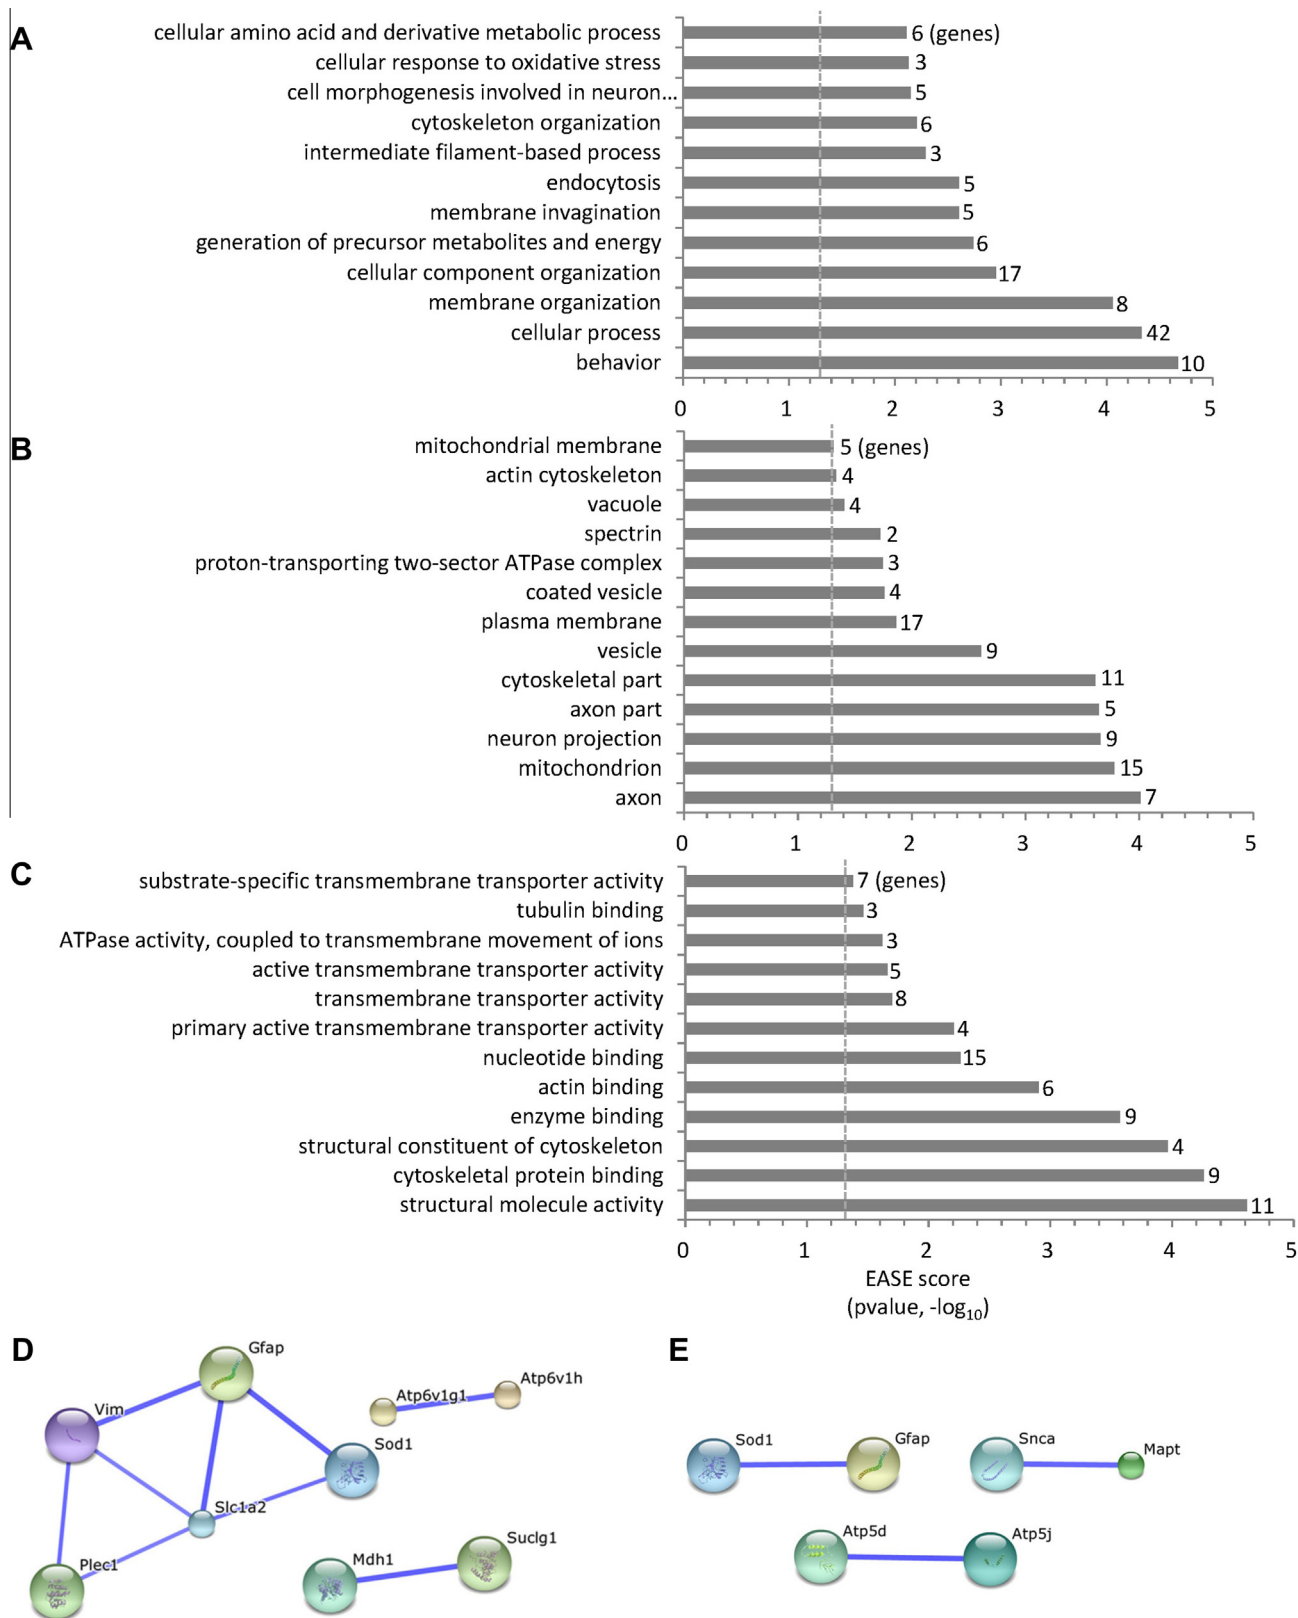 A
cellular amino acid and derivative metabolic process 6 (genes)
cellular response to oxidative stress 3
cell morphogenesis involved in neuron... 5
cytoskeleton organization 6
intermediate filament-based process 3
endocytosis 5
membrane invagination 5
generation of precursor metabolites and energy 6
cellular component organization 17
membrane organization 8
cellular process 42
behavior 10
0 1 2 3 4 5
B
mitochondrial membrane 5 (genes)
actin cytoskeleton 4
vacuole 4
spectrin 2
proton-transporting two-sector ATPase complex 3
coated vesicle 4
plasma membrane 17
vesicle 9
cytoskeletal part 11
axon part 5
neuron projection 9
mitochondrion 15
axon 7
0 1 2 3 4 5
C
substrate-specific transmembrane transporter activity 7 (genes)
tubulin binding 3
ATPase activity, coupled to transmembrane movement of ions 3
active transmembrane transporter activity 5
transmembrane transporter activity 8
primary active transmembrane transporter activity 4
nucleotide binding 15
actin binding 6
enzyme binding 9
structural constituent of cytoskeleton 4
cytoskeletal protein binding 9
structural molecule activity 11
0 1 2 3 4 5
EASE score
(pvalue, -log10)
D
Gfap
Vim
Atp6v1g1
Atp6v1h
Sod1
Slc1a2
Plec1
Mdh1
Suclg1
E
Sod1
Gfap
Snca
Mapt
Atp5d
Atp5j